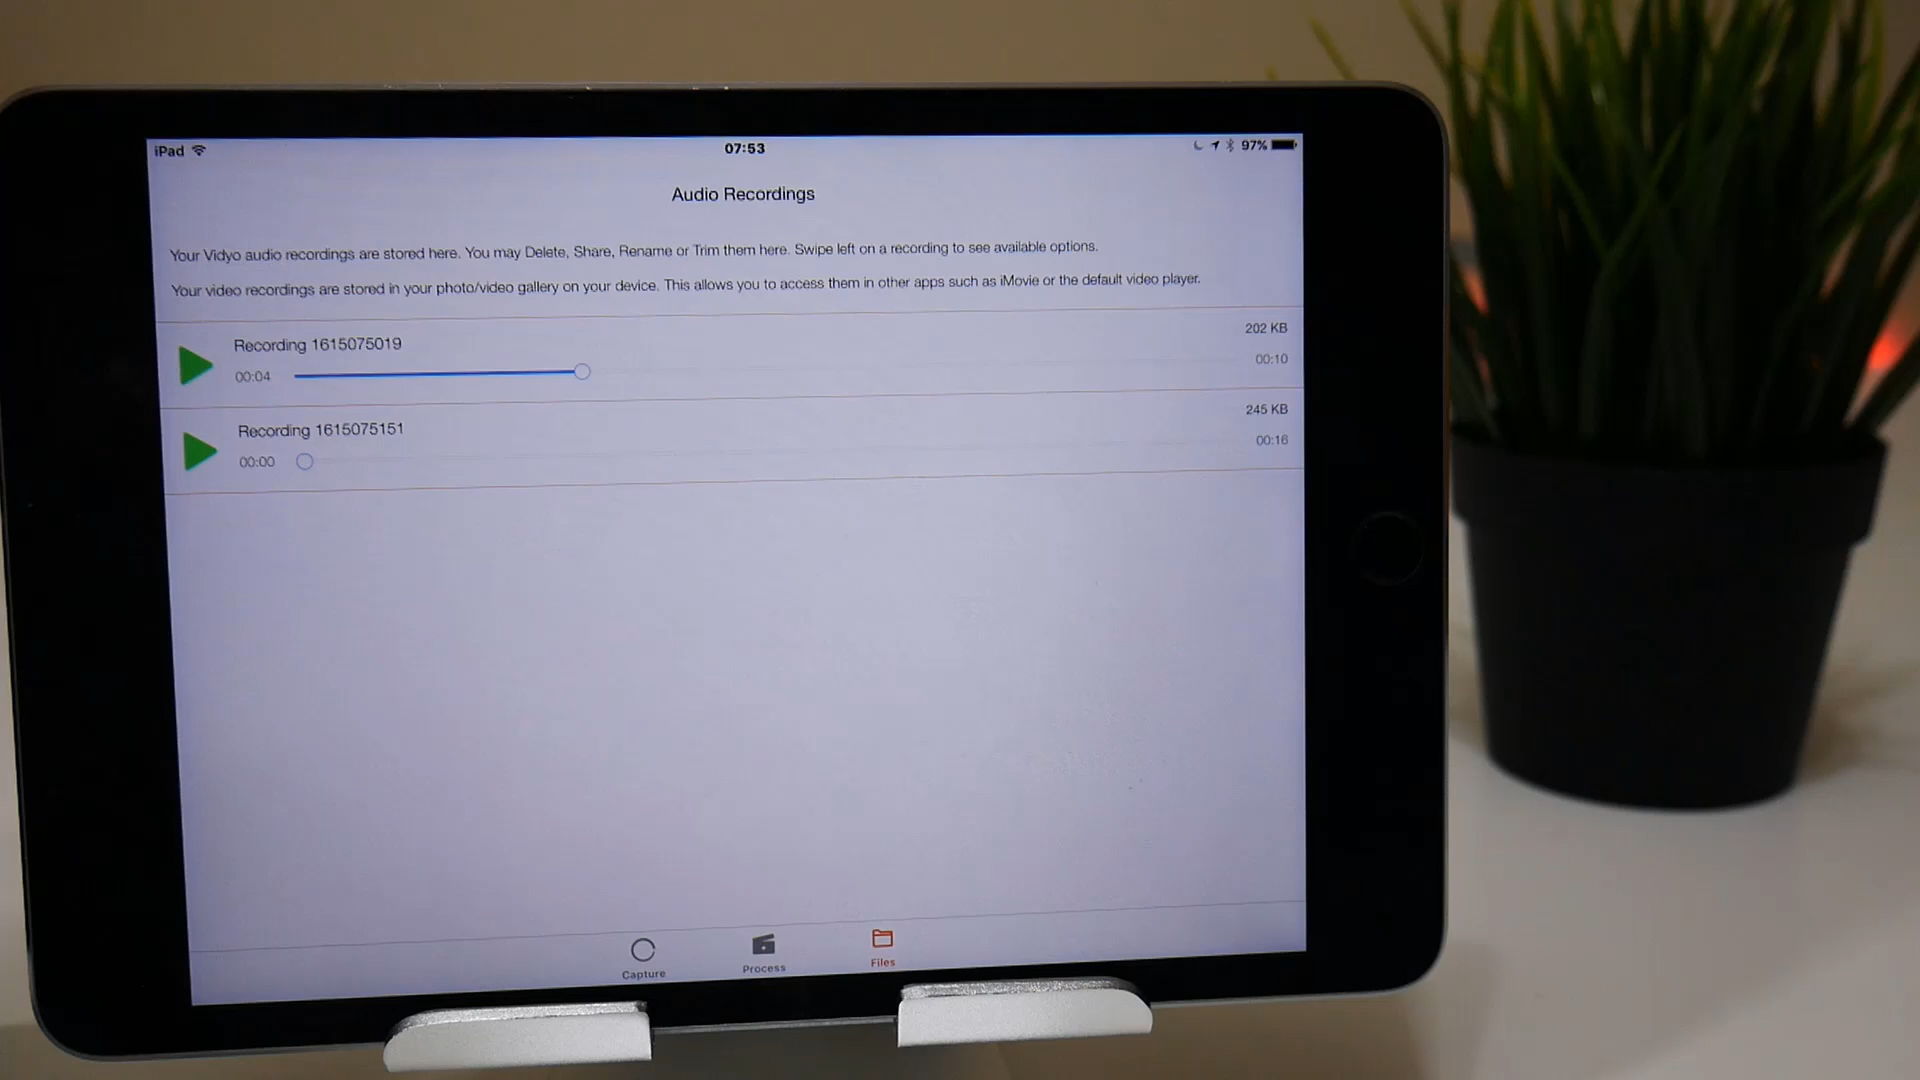 iPad 07:53 97%
Audio Recordings
Your Vidyo audio recordings are stored here. You may Delete, Share, Rename or Trim them here. Swipe left on a recording to see available options.
Your video recordings are stored in your photo/video gallery on your device. This allows you to access them in other apps such as iMovie or the default video player.
Recording 1615075019 202 KB
00:04 00:10
Recording 1615075151 245 KB
00:00 00:16
Capture Process Files